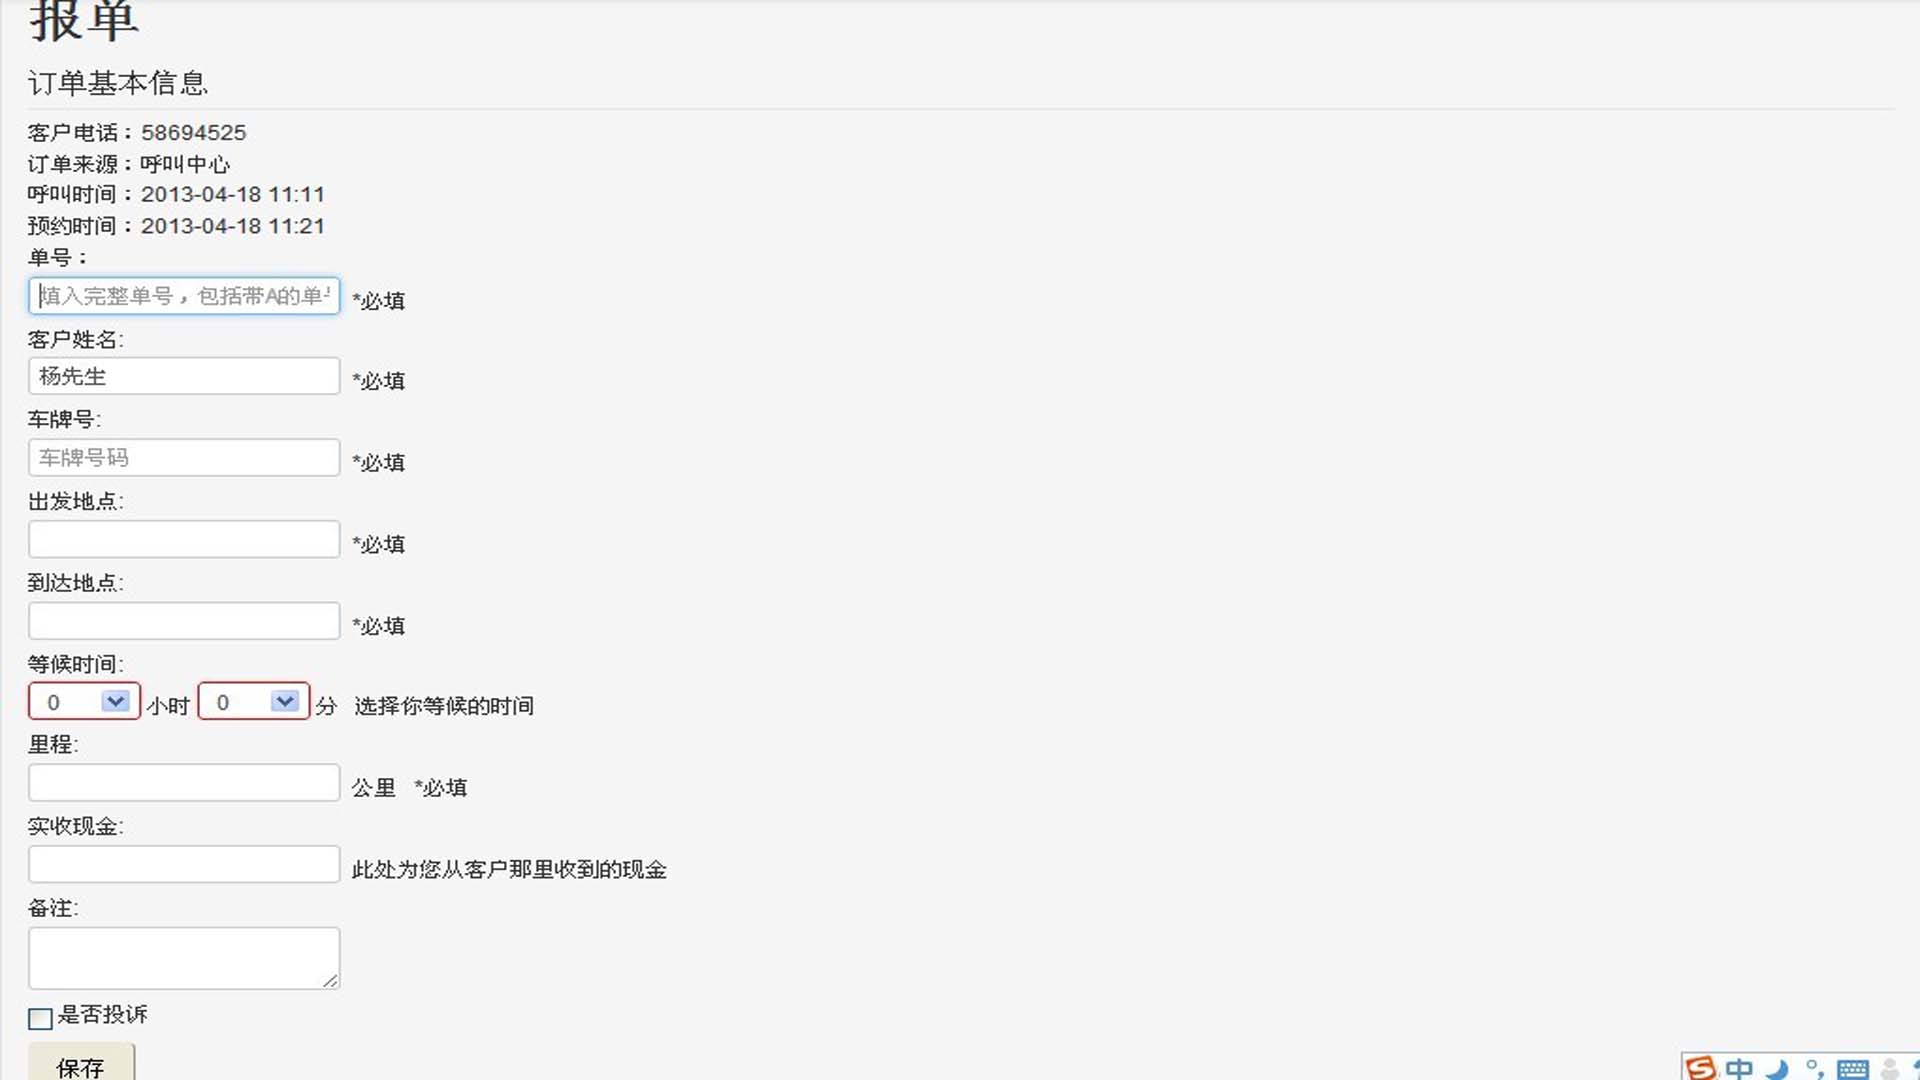 报单
订单基本信息
客户电话：58694525
订单来源：呼叫中心
呼叫时间：2013-04-18 11:11
预约时间：2013-04-18 11:21
单号：
填入完整单号，包括带A的单 *必填
客户姓名:
杨先生 *必填
车牌号:
车牌号码 *必填
出发地点:
*必填
到达地点:
*必填
等候时间:
0 小时 0 分 选择你等候的时间
里程:
公里 *必填
实收现金:
此处为您从客户那里收到的现金
备注:
是否投诉
保存
S 中